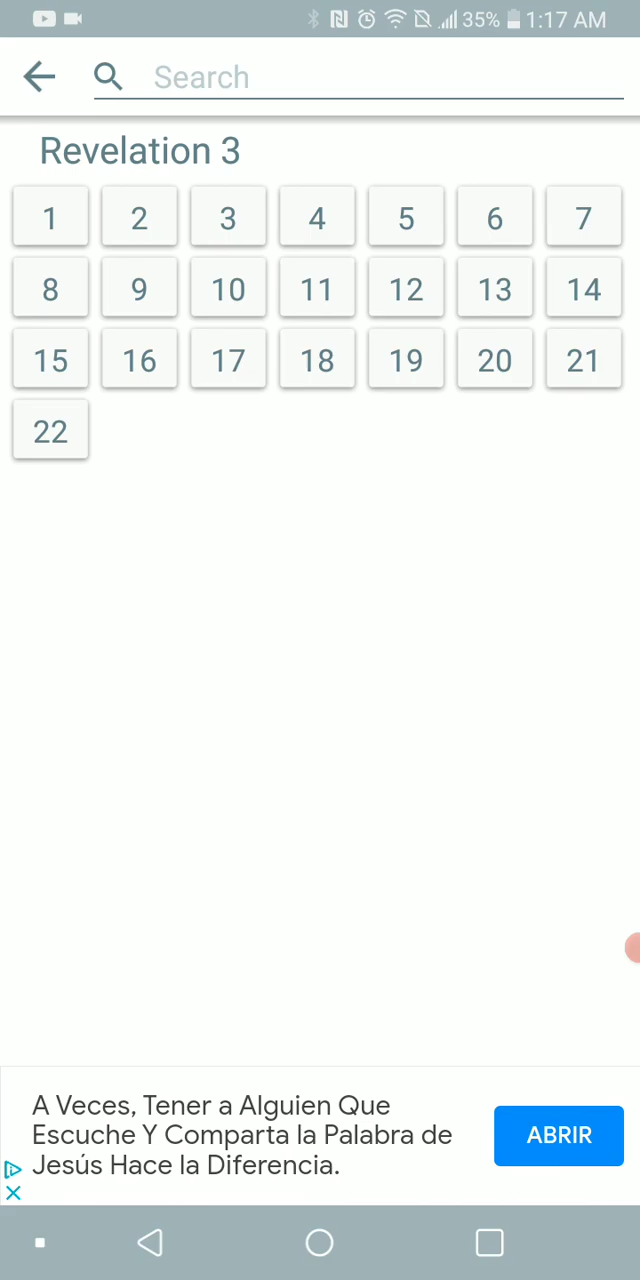 35% 1:17 AM
Search
Revelation 3
1 2 3 4 5 6 7
8 9 10 11 12 13 14
15 16 17 18 19 20 21
22
A Veces, Tener a Alguien Que
Escuche Y Comparta la Palabra de
Jesús Hace la Diferencia.
ABRIR